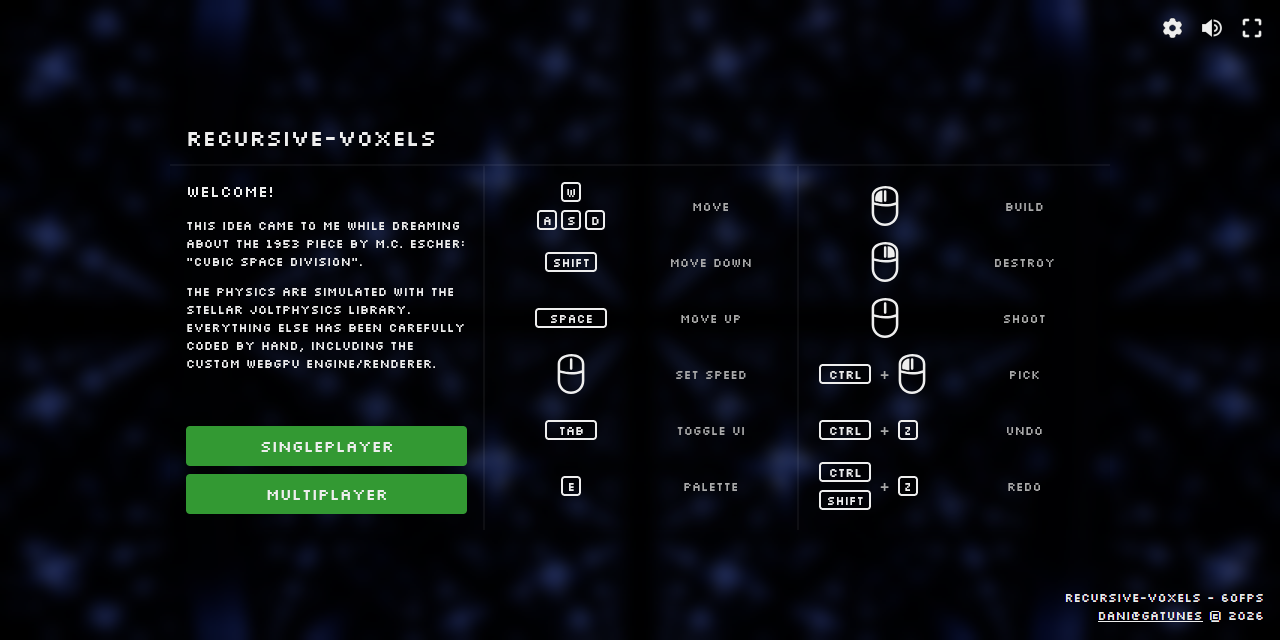 RECURSIVE-VOXELS
WELCOME!
THIS IDEA CAME TO ME WHILE DREAMING
ABOUT THE 1953 PIECE BY M.C. ESCHER:
"CUBIC SPACE DIVISION".
THE PHYSICS ARE SIMULATED WITH THE
STELLAR JOLTPHYSICS LIBRARY.
EVERYTHING ELSE HAS BEEN CAREFULLY
CODED BY HAND, INCLUDING THE
CUSTOM WEBGPU ENGINE/RENDERER.
SINGLEPLAYER
MULTIPLAYER
W
A S D MOVE
SHIFT MOVE DOWN
SPACE MOVE UP
SET SPEED
TAB TOGGLE UI
E PALETTE
BUILD
DESTROY
SHOOT
CTRL + PICK
CTRL + Z UNDO
CTRL
SHIFT + Z REDO
RECURSIVE-VOXELS - 60FPS
DANI@GATUNES © 2026